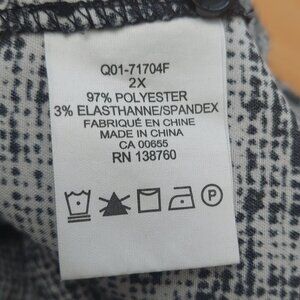 Q01-71704F
2X
97% POLYESTER
3% ELASTHANNE/SPANDEX
FABRIQUÉ EN CHINE
MADE IN CHINA
CA 00655
RN 138760
P